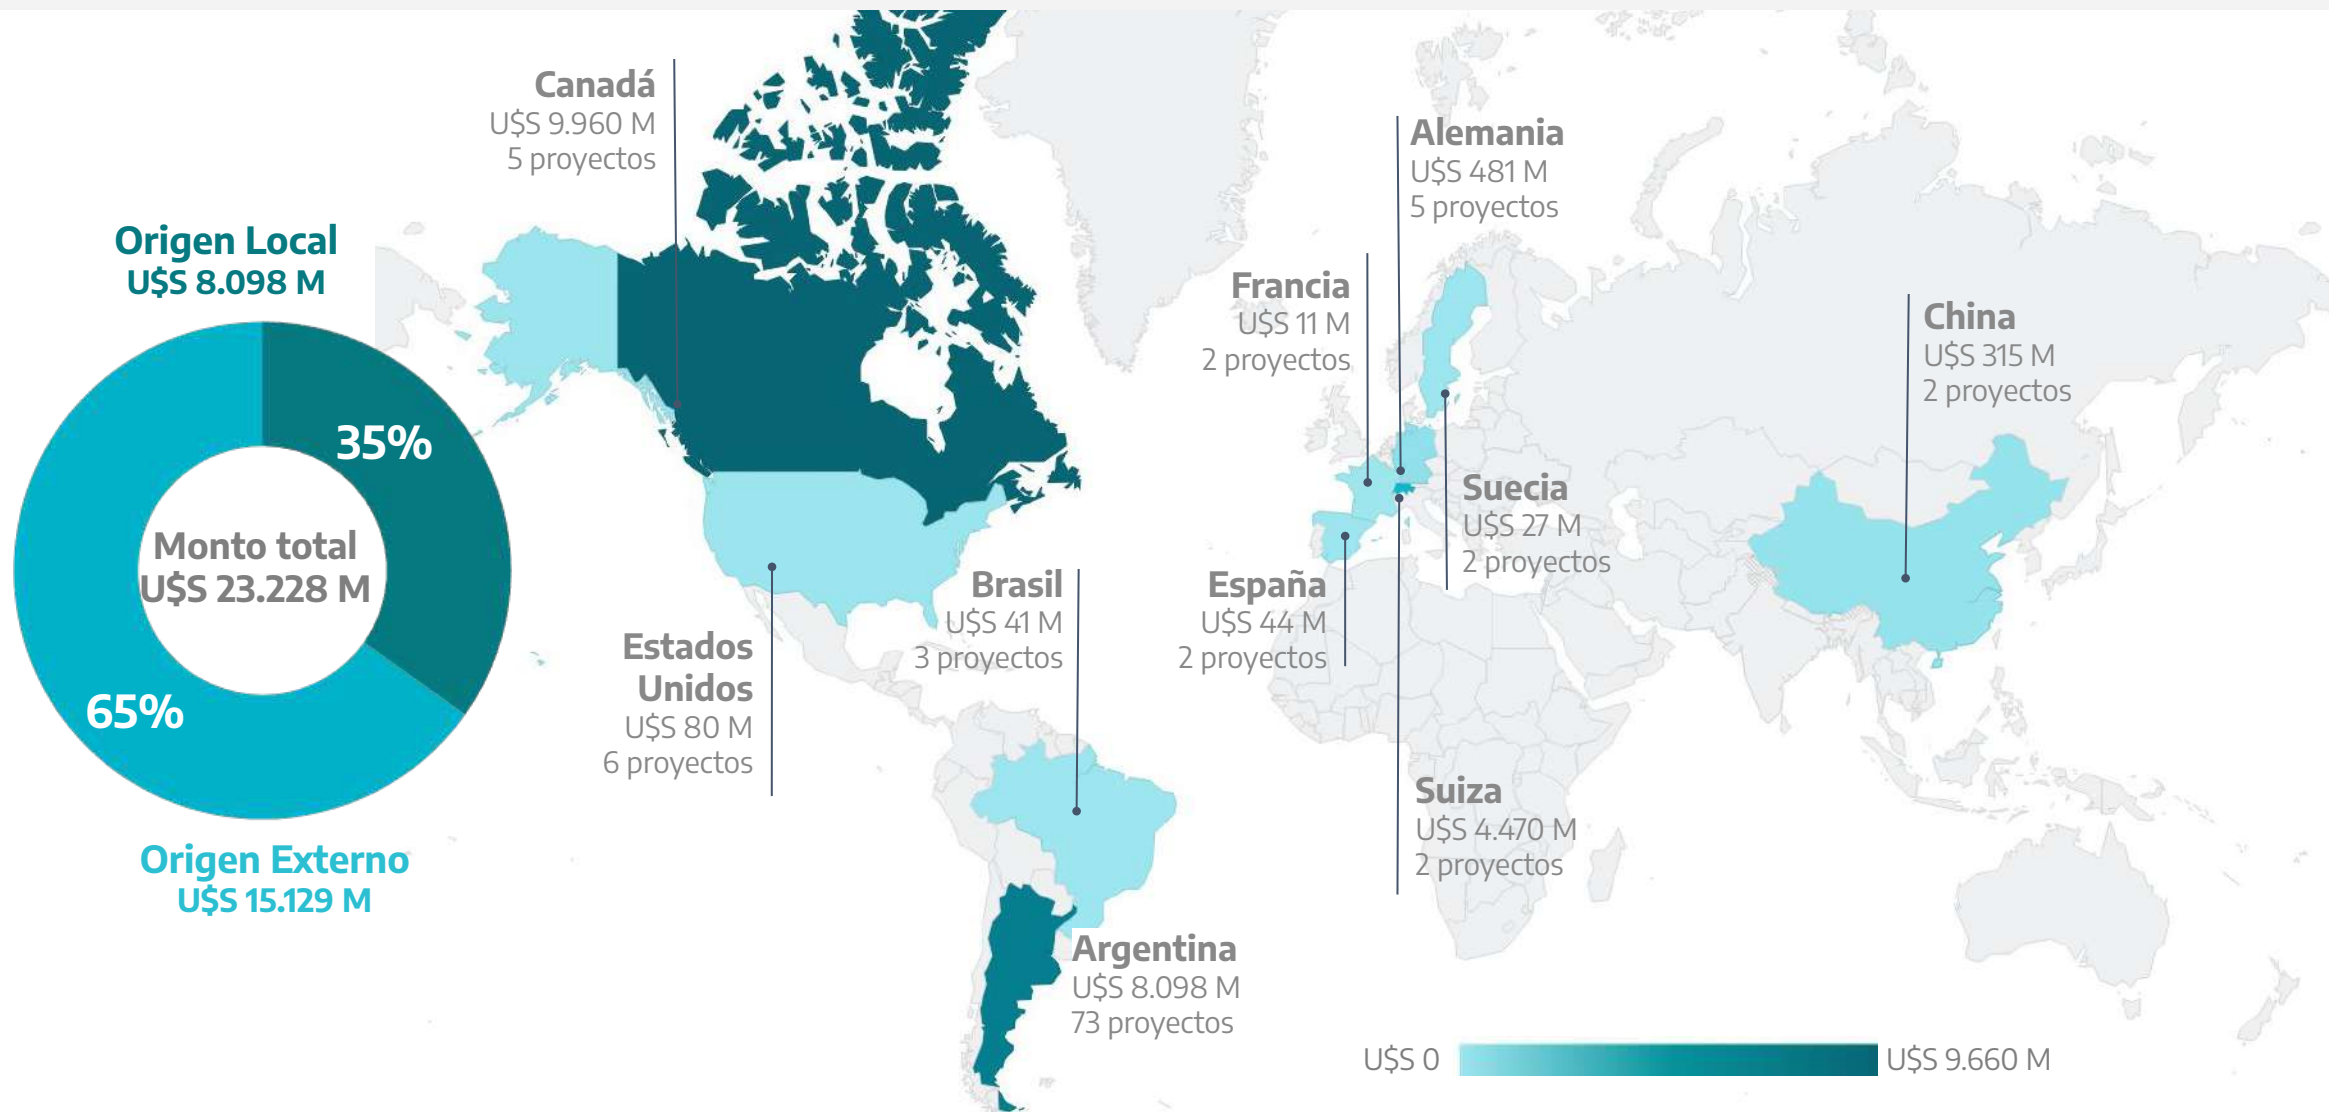 Canadá
U$S 9.960 M
5 proyectos
Alemania
U$S 481 M
5 proyectos
Origen Local
U$S 8.098 M
Francia
U$S 11 M
2 proyectos
China
U$S 315 M
2 proyectos
35%
Monto total
U$S 23.228 M
65%
Suecia
U$S 27 M
2 proyectos
Brasil
U$S 41 M
3 proyectos
España
U$S 44 M
2 proyectos
Estados
Unidos
U$S 80 M
6 proyectos
Suiza
U$S 4.470 M
2 proyectos
Origen Externo
U$S 15.129 M
Argentina
U$S 8.098 M
73 proyectos
U$S 0
U$S 9.660 M